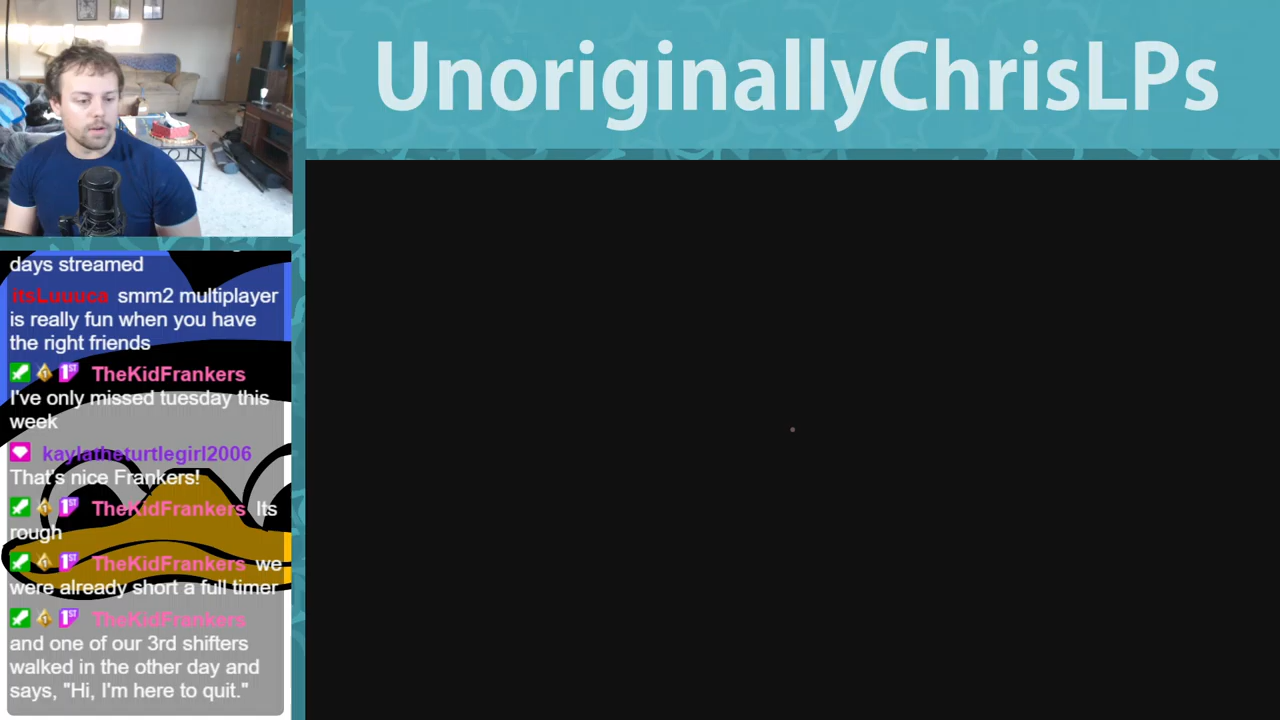 UnoriginallyChrisLPs
days streamed
itsLuuuca smm2 multiplayer
is really fun when you have
the right friends
TheKidFrankers
I've only missed tuesday this
week
kaylatheturtlegirl2006
That's nice Frankers!
TheKidFrankers Its
rough
TheKidFrankers we
were already short a full timer
TheKidFrankers
and one of our 3rd shifters
walked in the other day and
says, "Hi, I'm here to quit."